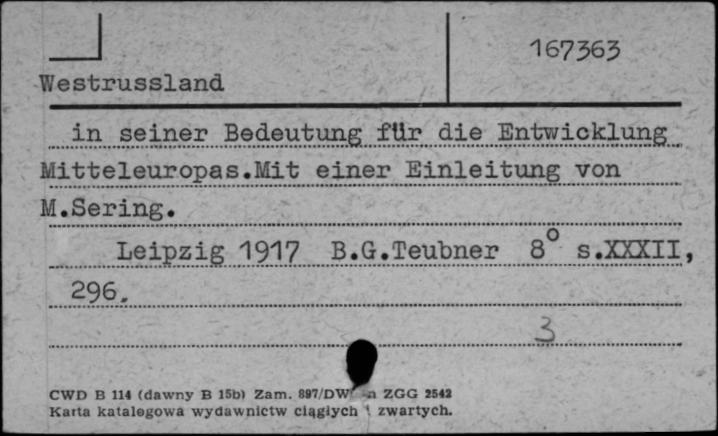 167363
Westrussland
in seiner Bedeutung für die Entwicklung
Mitteleuropas.Mit einer Einleitung von
M.Sering.
Leipzig 1917 B.G.Teubner 8° s.XXXII,
296.
3
CWD B 114 (dawny B 15b) Zam. 897/DW ZGG 2542
Karta katalogowa wydawnictw ciągłych zwartych.